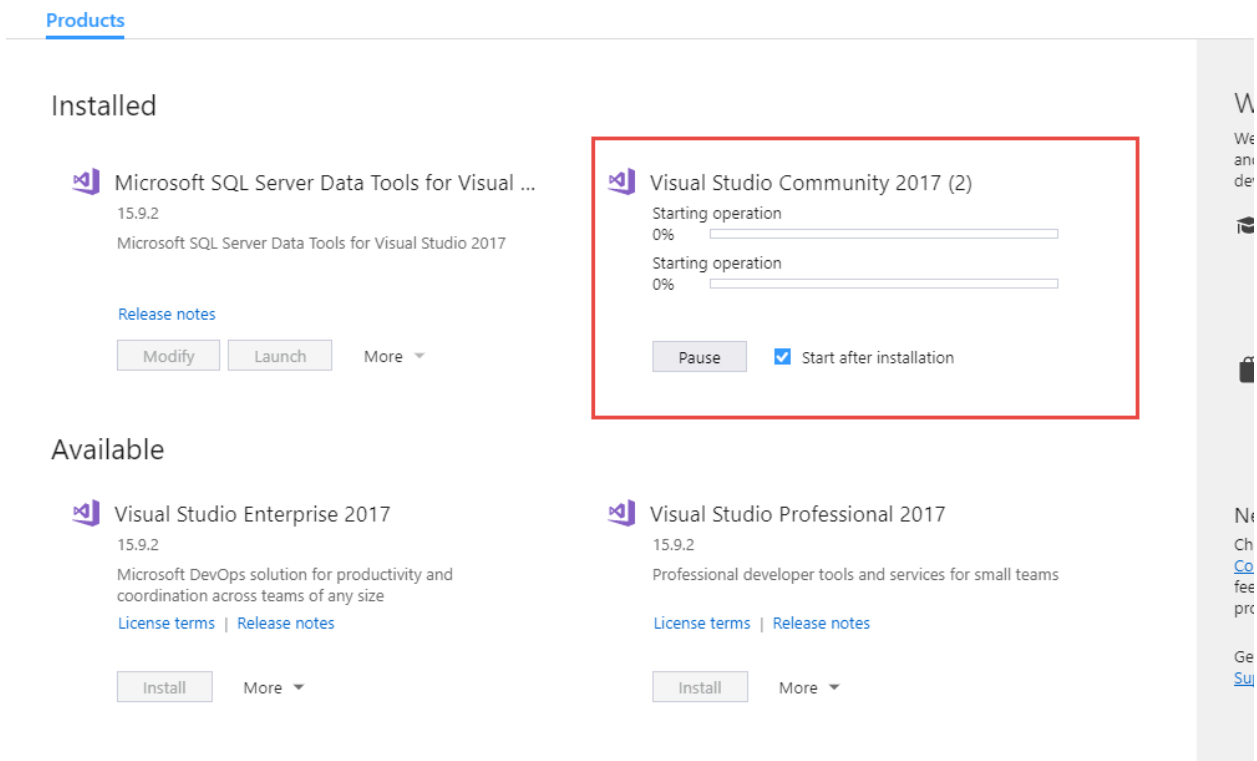 Products
Installed
Microsoft SQL Server Data Tools for Visual ...
15.9.2
Microsoft SQL Server Data Tools for Visual Studio 2017
Release notes
Modify Launch More
Visual Studio Community 2017 (2)
Starting operation
0%
Starting operation
0%
Pause Start after installation
Available
Visual Studio Enterprise 2017
15.9.2
Microsoft DevOps solution for productivity and
coordination across teams of any size
License terms | Release notes
Install More
Visual Studio Professional 2017
15.9.2
Professional developer tools and services for small teams
License terms | Release notes
Install More